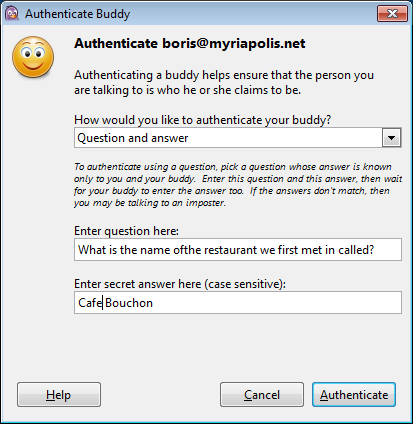 Authenticate Buddy
Authenticate boris@myriapolis.net
Authenticating a buddy helps ensure that the person you
are talking to is who he or she claims to be.
How would you like to authenticate your buddy?
Question and answer
To authenticate using a question, pick a question whose answer is known
only to you and your buddy. Enter this question and this answer, then wait
for your buddy to enter the answer too. If the answers don't match, then
you may be talking to an imposter.
Enter question here:
What is the name ofthe restaurant we first met in called?
Enter secret answer here (case sensitive):
Cafe Bouchon
Help
Cancel
Authenticate